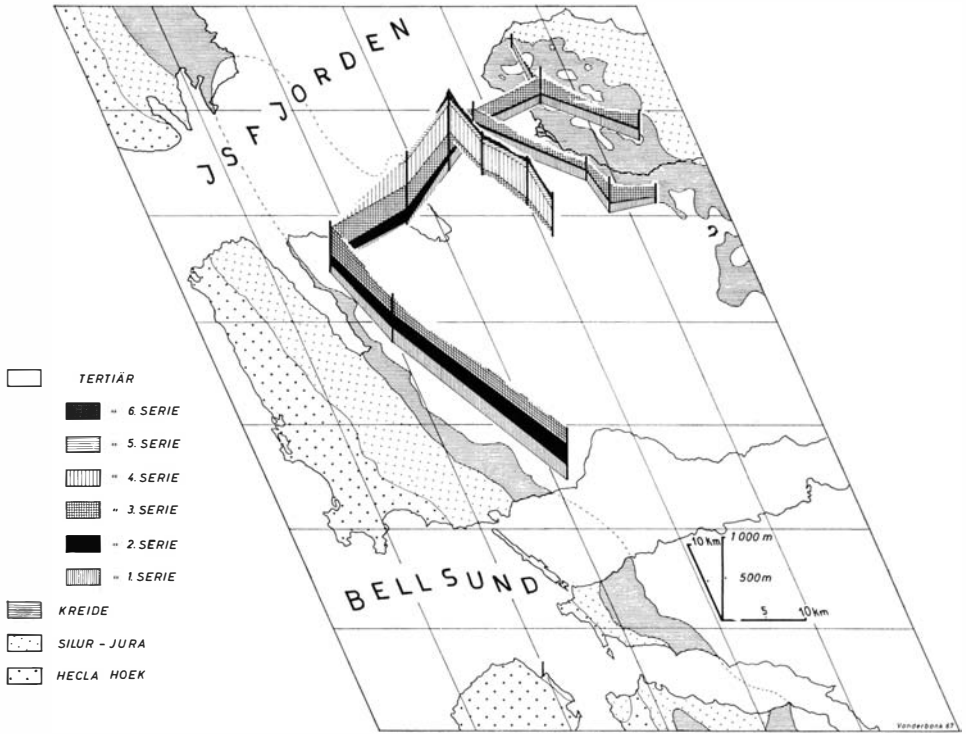 JSFJORDEN
TERTIÄR
" 6. SERIE
" 5. SERIE
" 4. SERIE
" 3. SERIE
" 2. SERIE
" 1. SERIE
KREIDE
SILUR - JURA
HECLA HOEK
BELLSUND
10 Km
1000 m
500 m
5
10 Km
Vonderbank 67